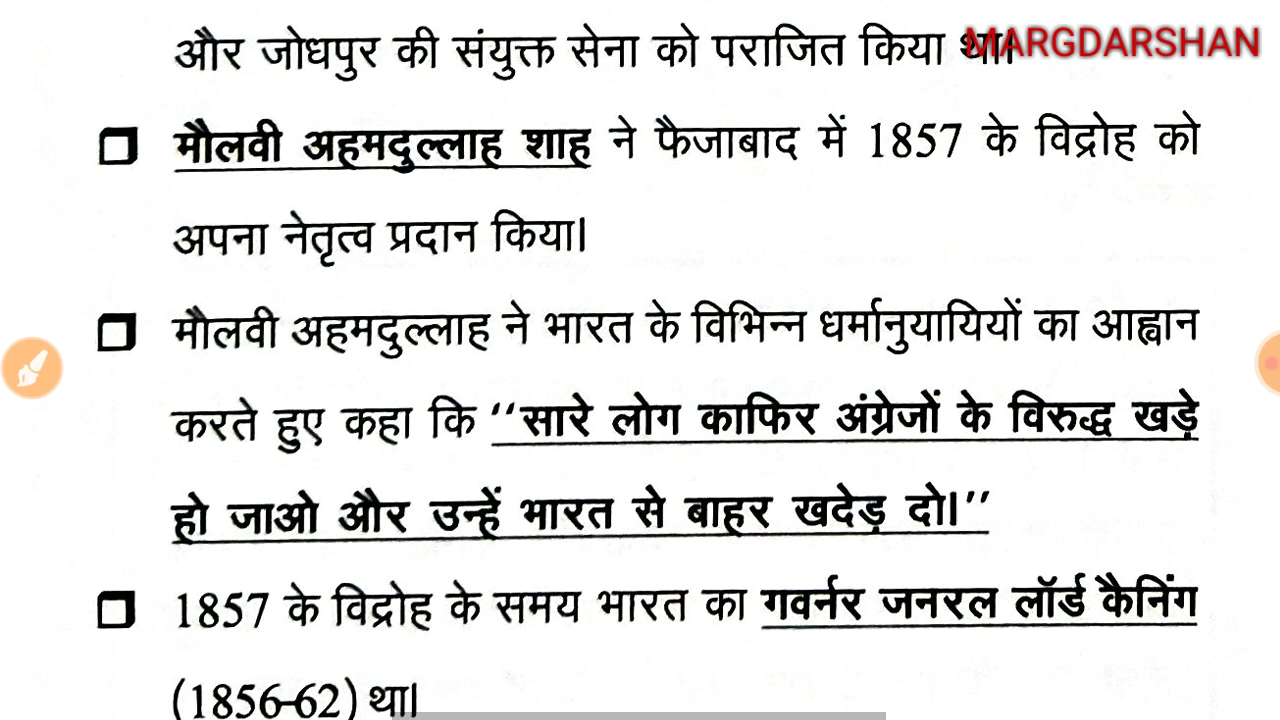 और जोधपुर की संयुक्त सेना को पराजित किया था।
MARGDARSHAN
मौलवी अहमदुल्लाह शाह ने फैजाबाद में 1857 के विद्रोह को
अपना नेतृत्व प्रदान किया।
मौलवी अहमदुल्लाह ने भारत के विभिन्न धर्मानुयायियों का आह्वान
करते हुए कहा कि ‘‘सारे लोग काफिर अंग्रेजों के विरुद्ध खड़े
हो जाओ और उन्हें भारत से बाहर खदेड़ दो।’’
1857 के विद्रोह के समय भारत का गवर्नर जनरल लॉर्ड कैनिंग
(1856-62) था।